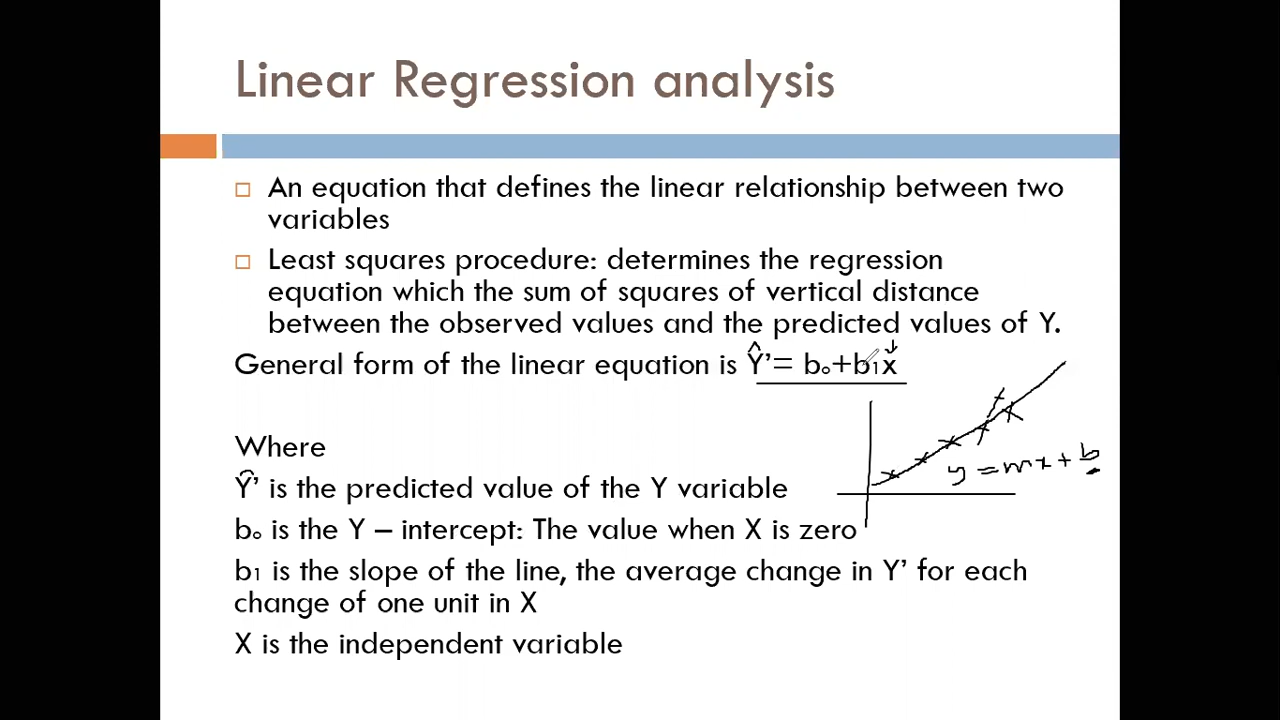 Linear Regression analysis
An equation that defines the linear relationship between two
variables
Least squares procedure: determines the regression
equation which the sum of squares of vertical distance
between the observed values and the predicted values of Y.
General form of the linear equation is Ŷ’= b₀+b₁x
y = mx + b
Where
Ŷ’ is the predicted value of the Y variable
b₀ is the Y – intercept: The value when X is zero
b₁ is the slope of the line, the average change in Y’ for each
change of one unit in X
X is the independent variable